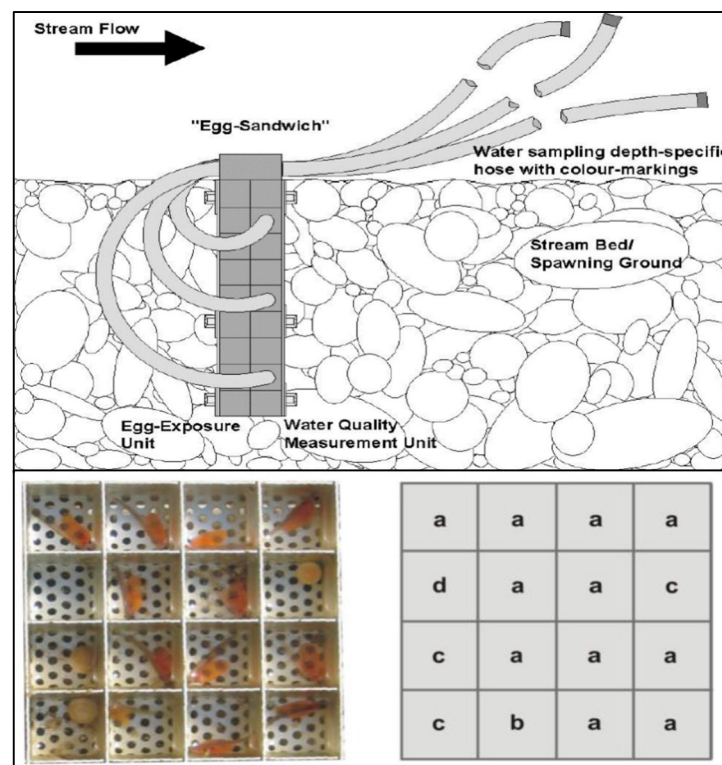 Stream Flow
"Egg-Sandwich"
Water sampling depth-specific
hose with colour-markings
Stream Bed/
Spawning Ground
Egg-Exposure
Unit
Water Quality
Measurement Unit
a a a a
d a a c
c a a a
c b a a